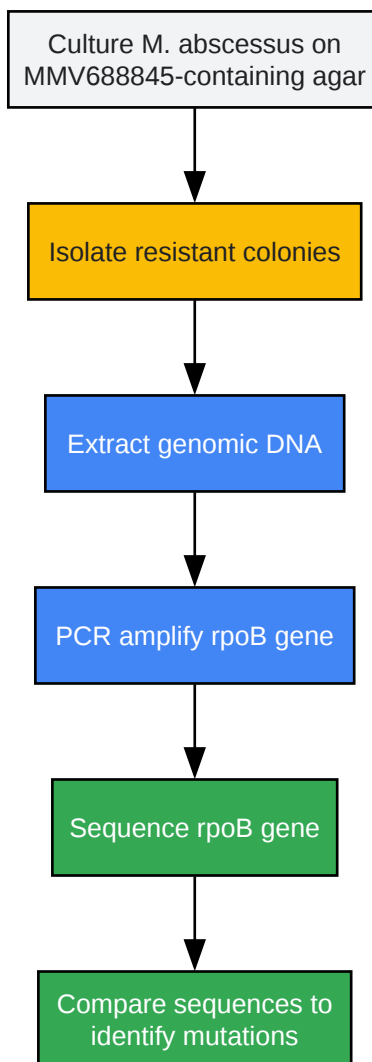 Culture M. abscessus on
MMV688845-containing agar
Isolate resistant colonies
Extract genomic DNA
PCR amplify rpoB gene
Sequence rpoB gene
Compare sequences to
identify mutations